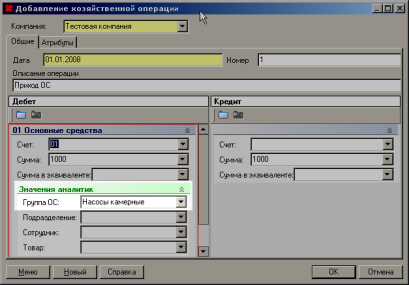 Добавление хозяйственной операции
Компания: Тестовая компания
Общие Атрибуты
Дата 01.01.2008 Номер 1
Описание операции
Приход ОС
Дебет Кредит
01 Основные средства
Счет: 01 Счет:
Сумма: 1000 Сумма: 1000
Сумма в эквиваленте: Сумма в эквиваленте:
Значения аналитик
Группа ОС: Насосы камерные
Подразделение:
Сотрудник:
Товар:
Меню Новый Справка OK Отмена